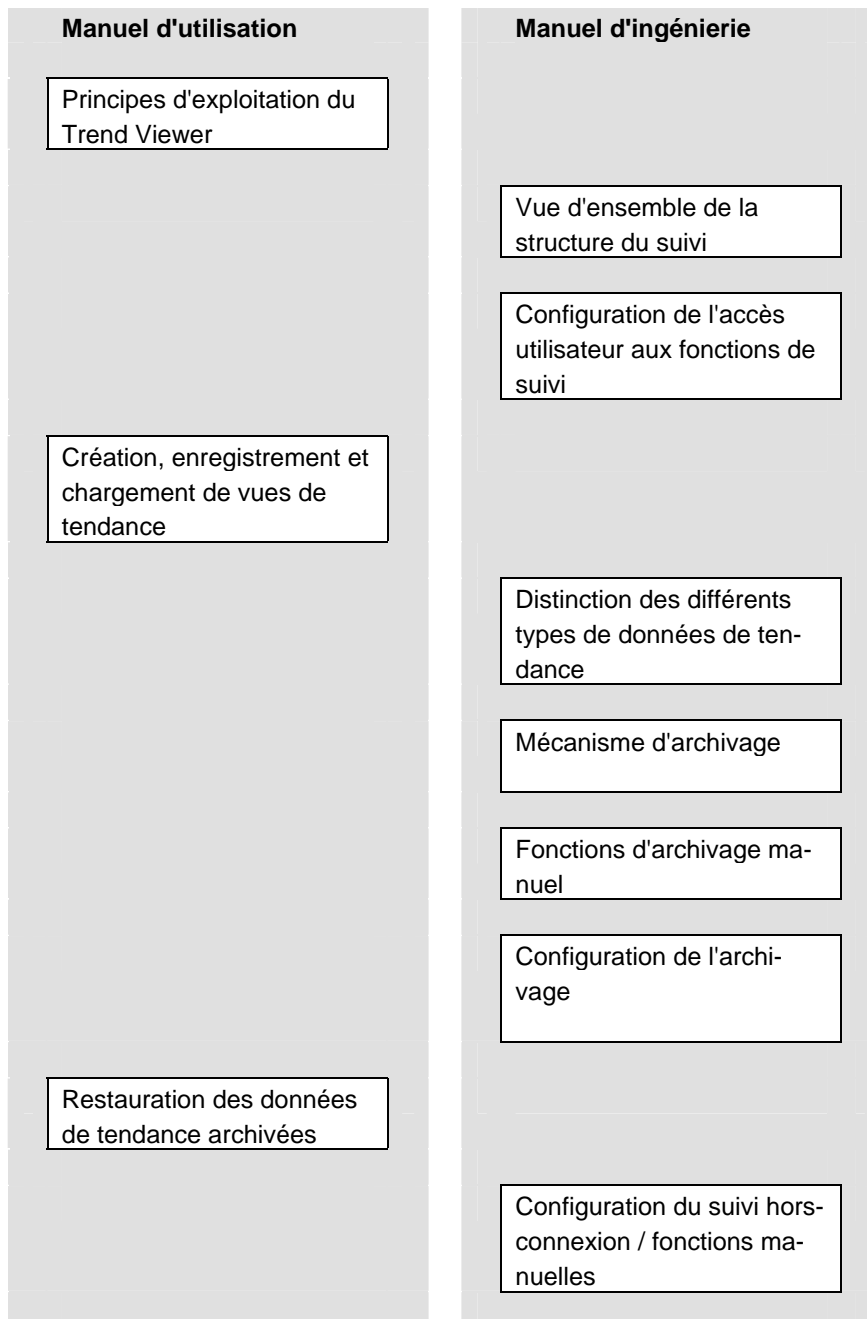 Manuel d'utilisation
Manuel d'ingénierie
Principes d'exploitation du
Trend Viewer
Vue d'ensemble de la
structure du suivi
Configuration de l'accès
utilisateur aux fonctions de
suivi
Création, enregistrement et
chargement de vues de
tendance
Distinction des différents
types de données de ten-
dance
Mécanisme d'archivage
Fonctions d'archivage ma-
nuel
Configuration de l'archi-
vage
Restauration des données
de tendance archivées
Configuration du suivi hors-
connexion / fonctions ma-
nuelles